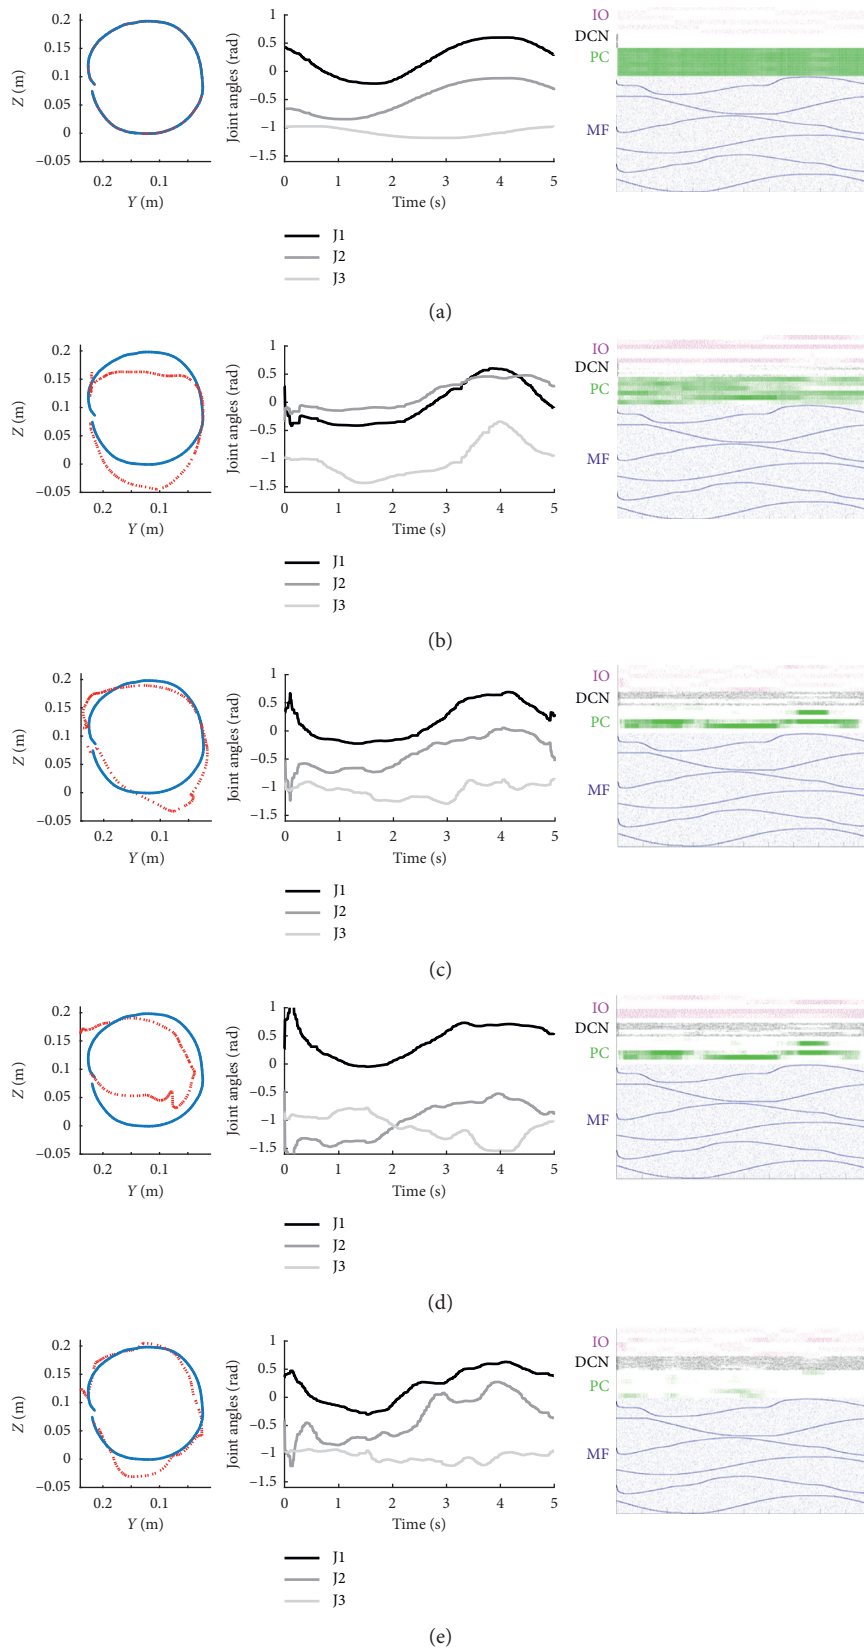 0.2
0.15
0.1
0.05
0
−0.05
Z (m)
0.2 0.1
Y (m)
1
0.5
0
−0.5
−1
−1.5
Joint angles (rad)
0 1 2 3 4 5
Time (s)
J1
J2
J3
IO
DCN
PC
MF
(a)
0.2
0.15
0.1
0.05
0
−0.05
Z (m)
0.2 0.1
Y (m)
1
0.5
0
−0.5
−1
−1.5
Joint angles (rad)
0 1 2 3 4 5
Time (s)
J1
J2
J3
IO
DCN
PC
MF
(b)
0.2
0.15
0.1
0.05
0
−0.05
Z (m)
0.2 0.1
Y (m)
1
0.5
0
−0.5
−1
−1.5
Joint angles (rad)
0 1 2 3 4 5
Time (s)
J1
J2
J3
IO
DCN
PC
MF
(c)
0.2
0.15
0.1
0.05
0
−0.05
Z (m)
0.2 0.1
Y (m)
1
0.5
0
−0.5
−1
−1.5
Joint angles (rad)
0 1 2 3 4 5
Time (s)
J1
J2
J3
IO
DCN
PC
MF
(d)
0.2
0.15
0.1
0.05
0
−0.05
Z (m)
0.2 0.1
Y (m)
1
0.5
0
−0.5
−1
−1.5
Joint angles (rad)
0 1 2 3 4 5
Time (s)
J1
J2
J3
IO
DCN
PC
MF
(e)